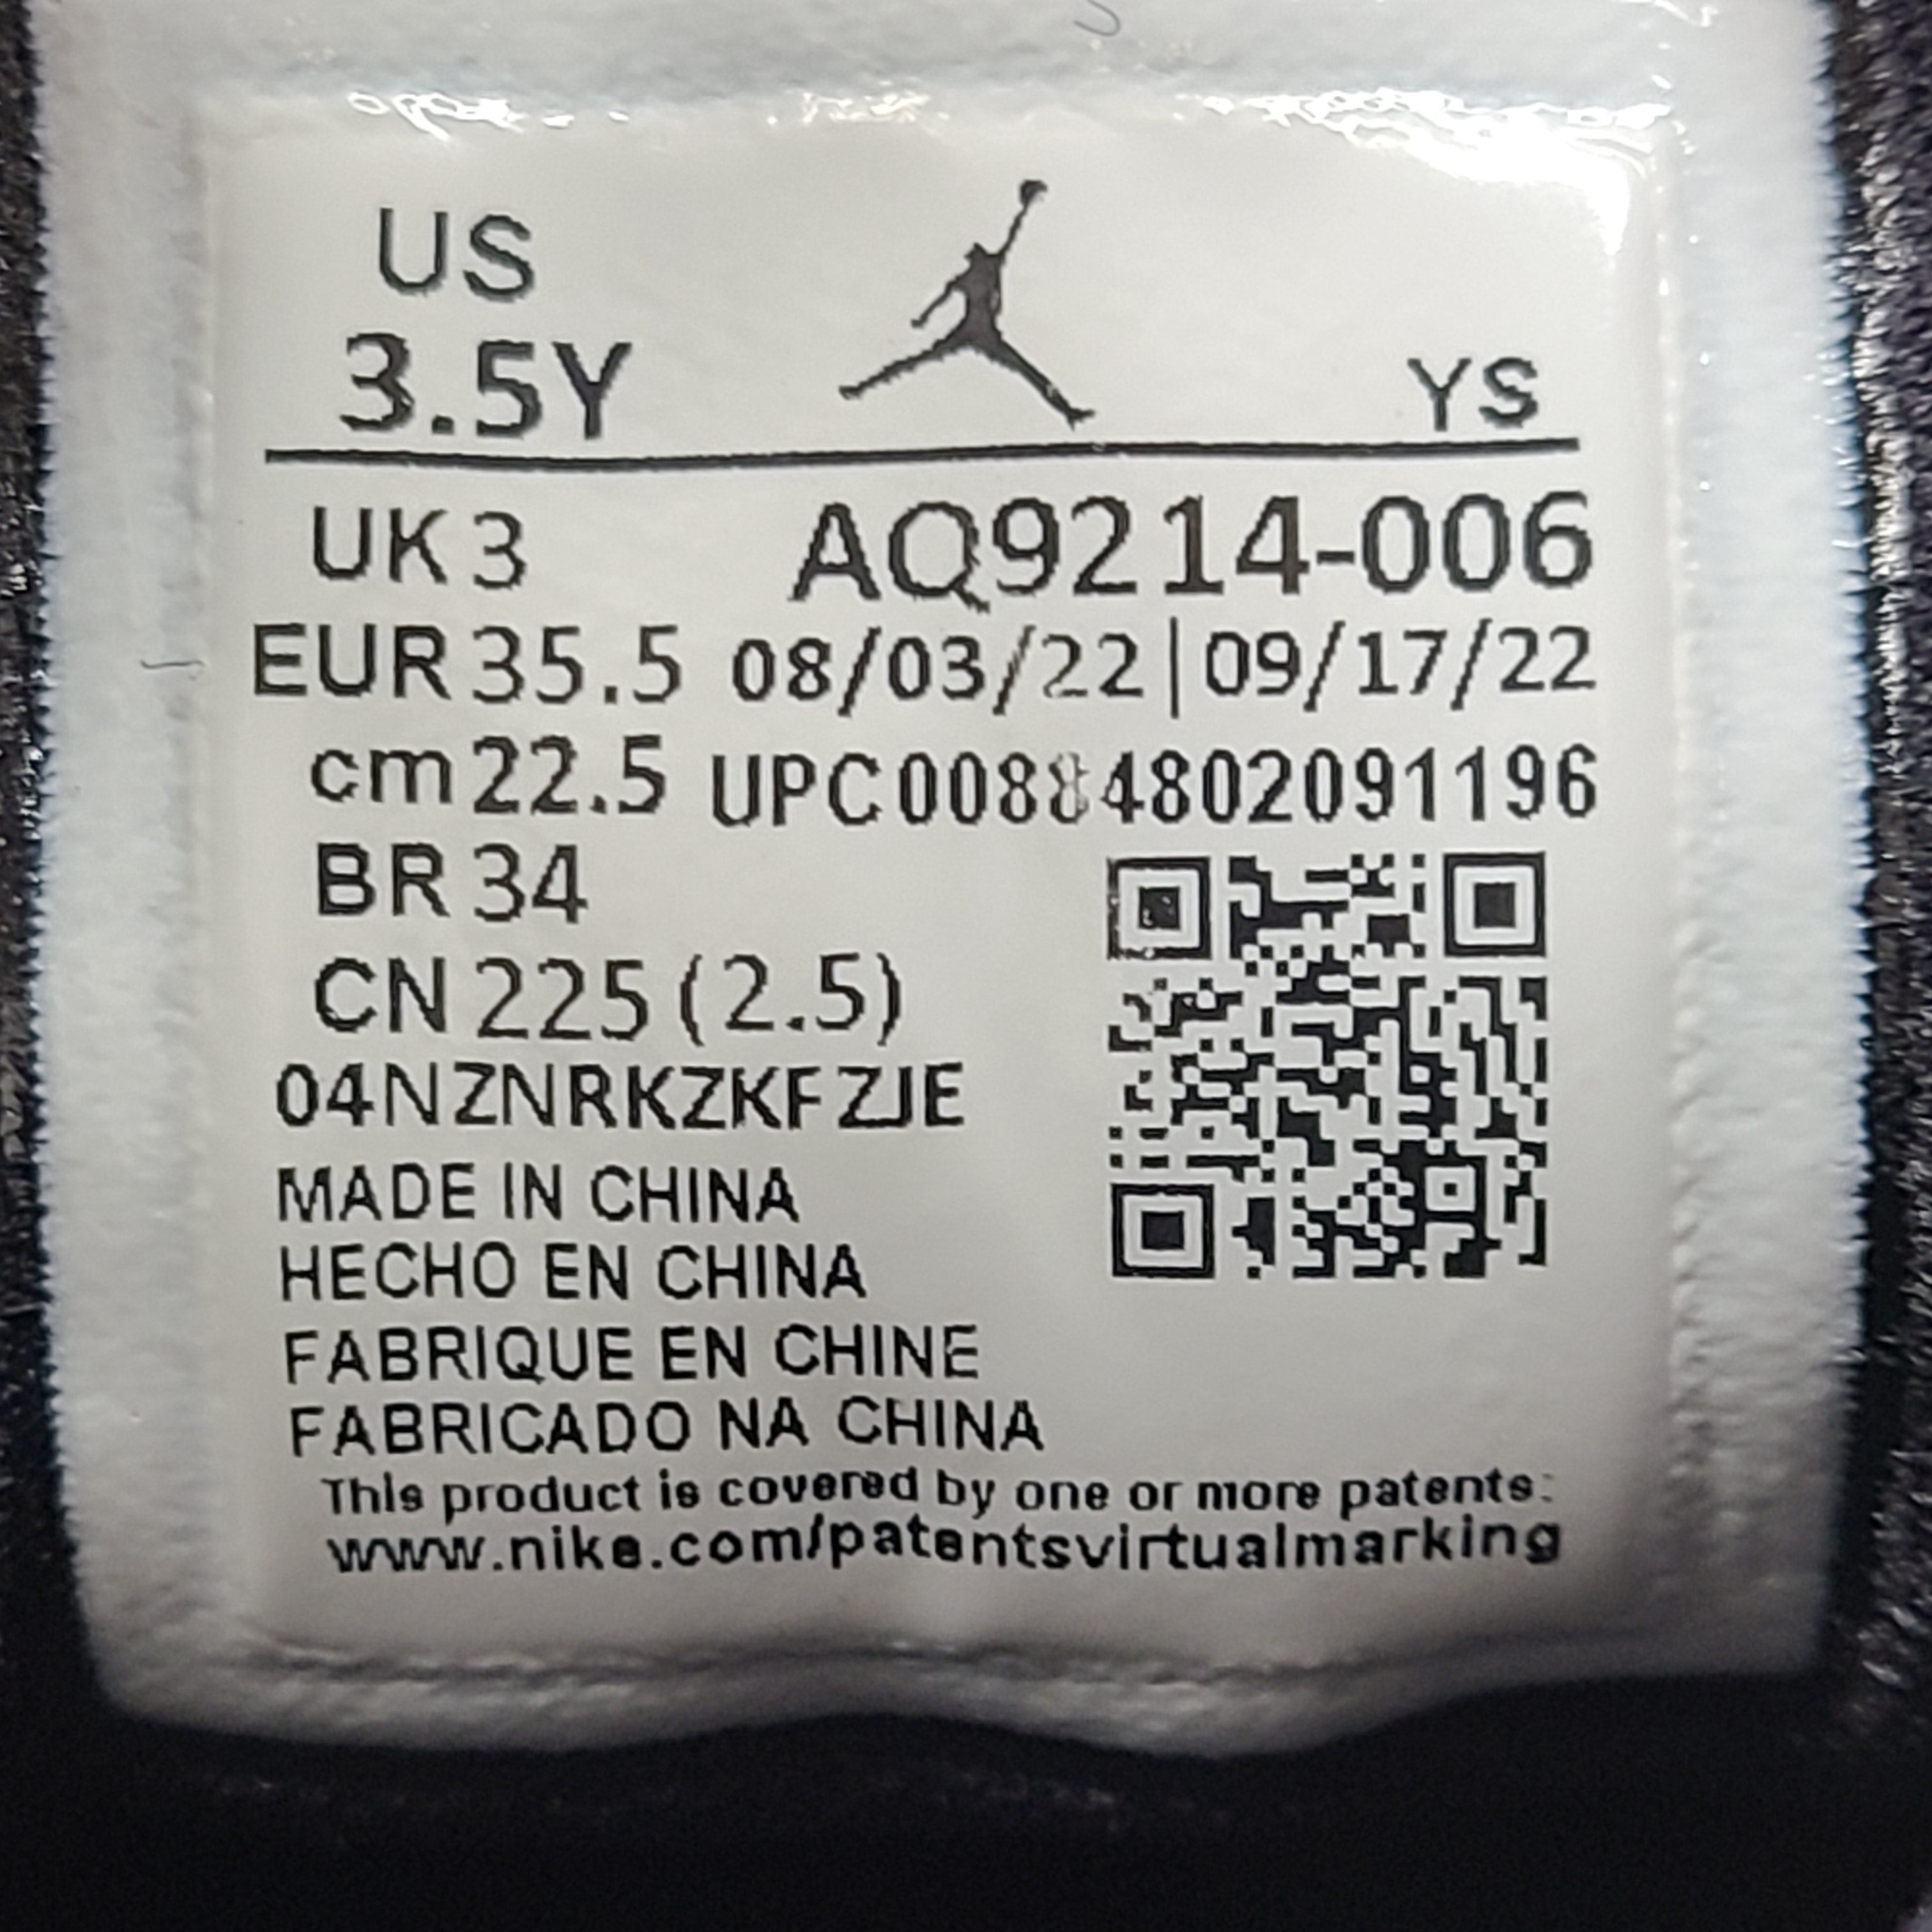 US
3.5Y YS
UK 3 AQ9214-006
EUR 35.5 08/03/22 | 09/17/22
cm 22.5 UPC00884802091196
BR 34
CN 225 (2.5)
04NZNRKZKFZJE
MADE IN CHINA
HECHO EN CHINA
FABRIQUE EN CHINE
FABRICADO NA CHINA
This product is covered by one or more patents:
www.nike.com/patentsvirtualmarking